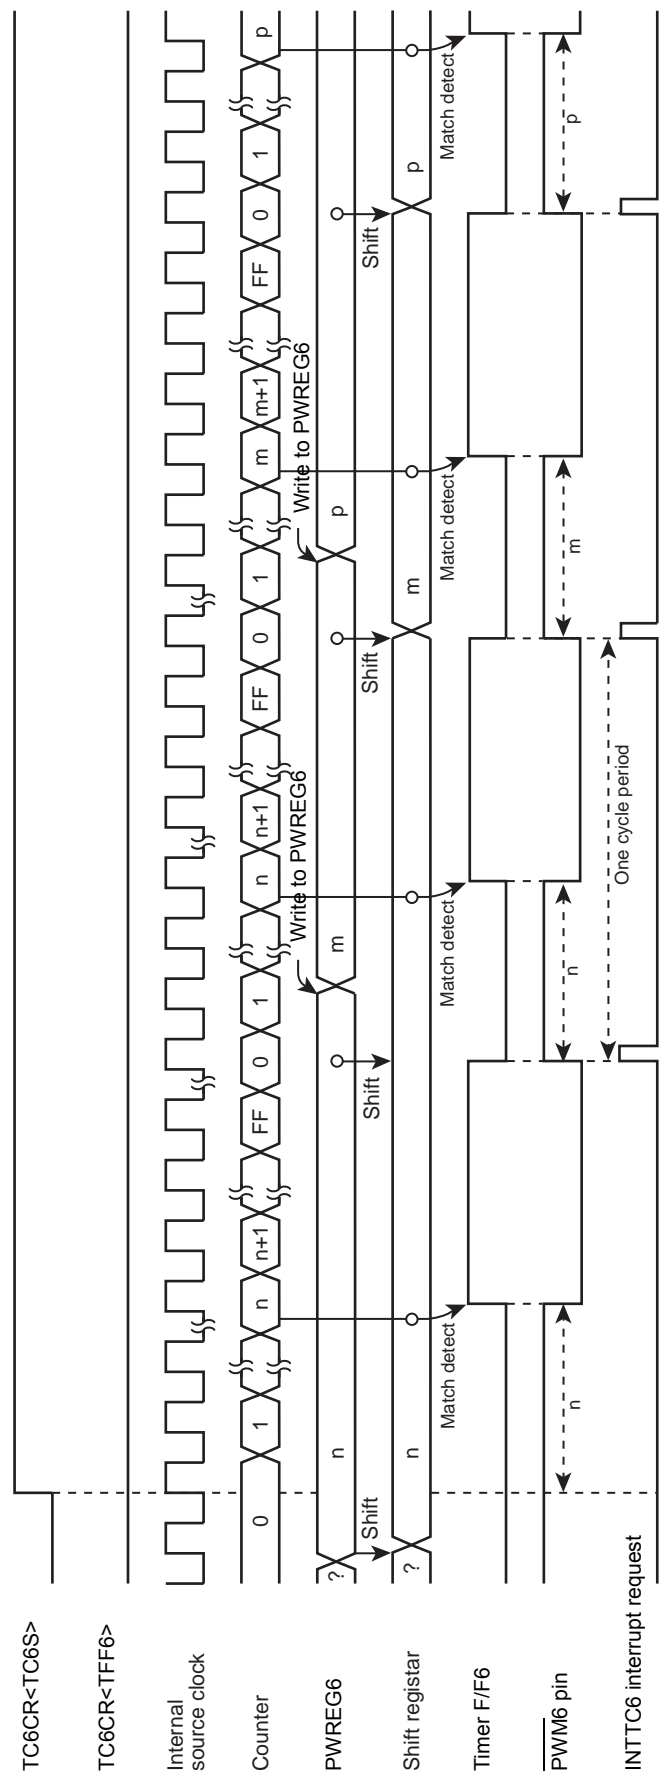 TC6CR<TC6S>
TC6CR<TFF6>
Internal
source clock
Counter
0 1 n n+1 FF 0 1 n n+1 FF 0 1 m m+1 FF 0 1 p
Write to PWREG6
Write to PWREG6
PWREG6
? n m p
Shift
Shift
Shift
Shift
Shift registar
? n m p
Match detect
Match detect
Match detect
Match detect
Timer F/F6
PWM6 pin
n n m p
One cycle period
INTTC6 interrupt request